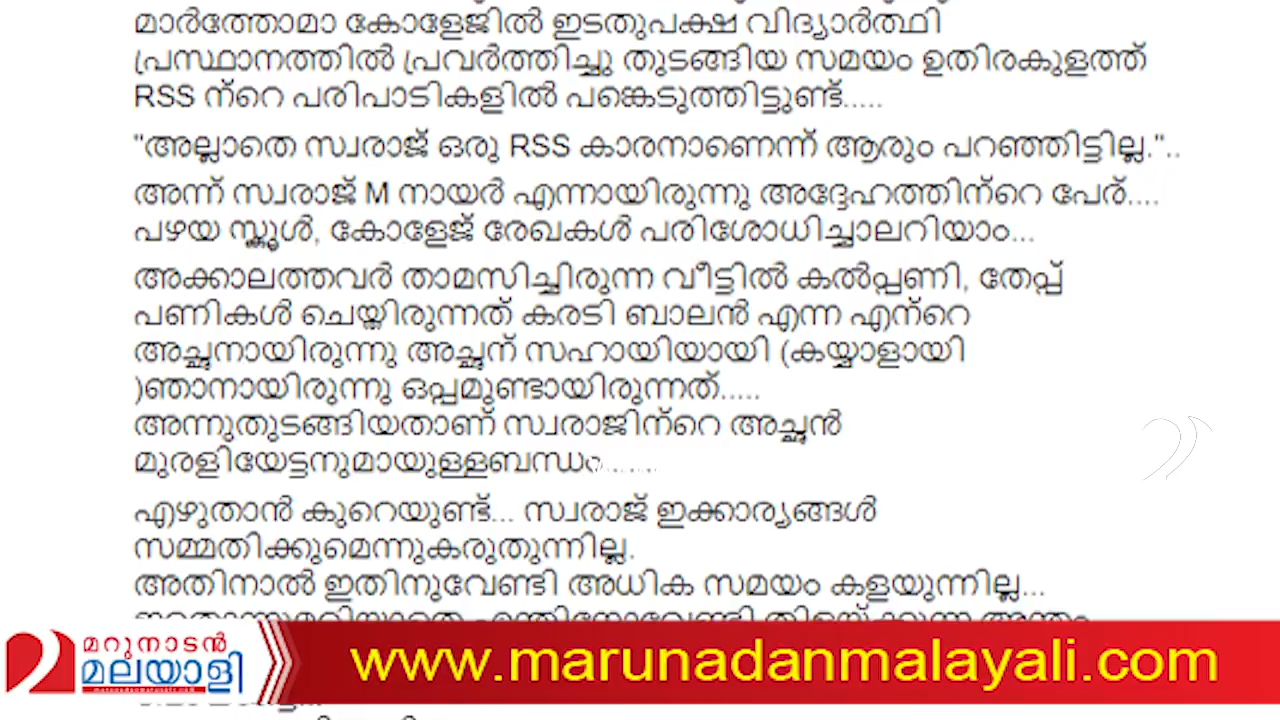 മാർത്തോമാ കോളേജിൽ ഇടതുപക്ഷ വിദ്യാർത്ഥി
പ്രസ്ഥാനത്തിൽ പ്രവർത്തിച്ചു തുടങ്ങിയ സമയം ഉതിരകുളത്ത്
RSS ന്റെ പരിപാടികളിൽ പങ്കെടുത്തിട്ടുണ്ട്.....
"അല്ലാതെ സ്വരാജ് ഒരു RSS കാരനാണെന്ന് ആരും പറഞ്ഞിട്ടില്ല."..
അന്ന് സ്വരാജ് M നായർ എന്നായിരുന്നു അദ്ദേഹത്തിന്റെ പേര്....
പഴയ സ്കൂൾ, കോളേജ് രേഖകൾ പരിശോധിച്ചാലറിയാം...
അക്കാലത്തവർ താമസിച്ചിരുന്ന വീട്ടിൽ കൽപ്പണി, തേപ്പ്
പണികൾ ചെയ്തിരുന്നത് കരടി ബാലൻ എന്ന എന്റെ
അച്ഛനായിരുന്നു അച്ഛന് സഹായിയായി (കയ്യാളായി
)ഞാനായിരുന്നു ഒപ്പമുണ്ടായിരുന്നത്.....
അന്നുതുടങ്ങിയതാണ് സ്വരാജിന്റെ അച്ഛൻ
മുരളിയേട്ടനുമായുള്ളബന്ധം......
എഴുതാൻ കുറെയുണ്ട്... സ്വരാജ് ഇക്കാര്യങ്ങൾ
സമ്മതിക്കുമെന്നുകരുതുന്നില്ല.
അതിനാൽ ഇതിനുവേണ്ടി അധിക സമയം കളയുന്നില്ല...
മറുനാടൻ
മലയാളി
www.marunadanmalayali.com